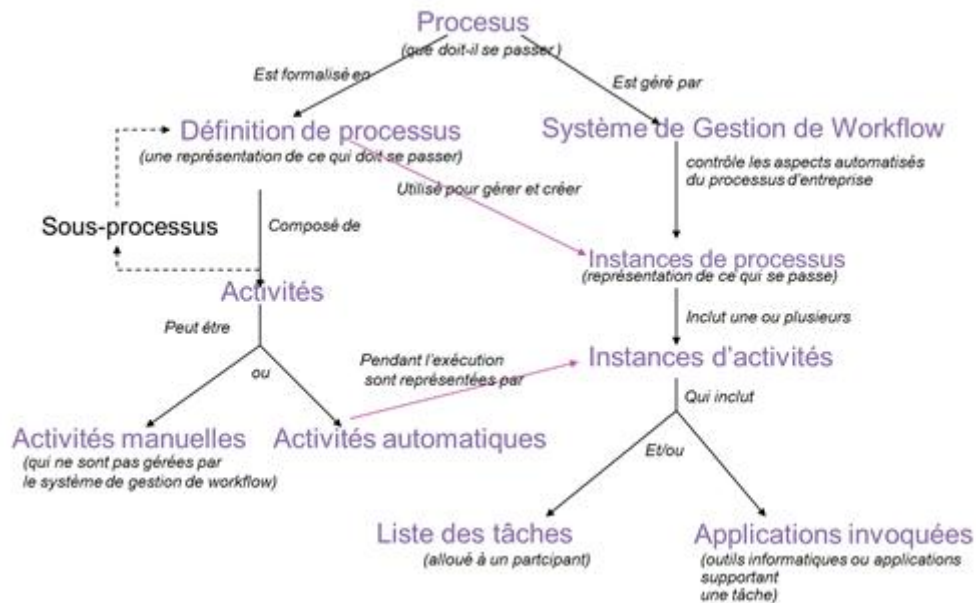 Procesus
(que doit-il se passer )
Est formalisé en
Est géré par
Définition de processus
(une représentation de ce qui doit se passer)
Système de Gestion de Workflow
contrôle les aspects automatisés
du processus d'entreprise
Utilisé pour gérer et créer
Sous-processus
Composé de
Instances de processus
(représentation de ce qui se passe)
Activités
Peut être
Inclut une ou plusieurs
ou
Pendant l'exécution
sont représentées par
Instances d'activités
Qui inclut
Activités manuelles
(qui ne sont pas gérées par
le système de gestion de workflow)
Activités automatiques
Et/ou
Liste des tâches
(alloué à un partcipant)
Applications invoquées
(outils informatiques ou applications
supportant
une tâche)